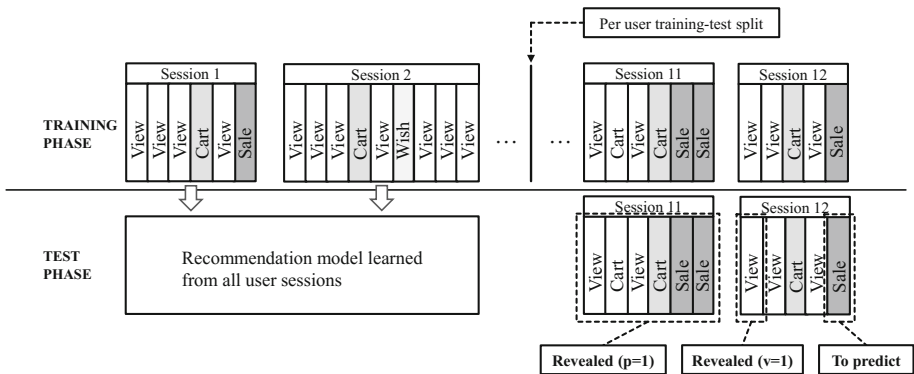 Per user training-test split
Session 1
Session 2
Session 11
Session 12
TRAINING
PHASE
View
View
View
Cart
View
Sale
View
View
View
Cart
View
Wish
View
View
View
... ...
View
Cart
View
Cart
Sale
Sale
View
View
Cart
View
Sale
TEST
PHASE
Recommendation model learned
from all user sessions
Session 11
Session 12
View
Cart
View
Cart
Sale
Sale
View
View
Cart
View
Sale
Revealed (p=1)
Revealed (v=1)
To predict